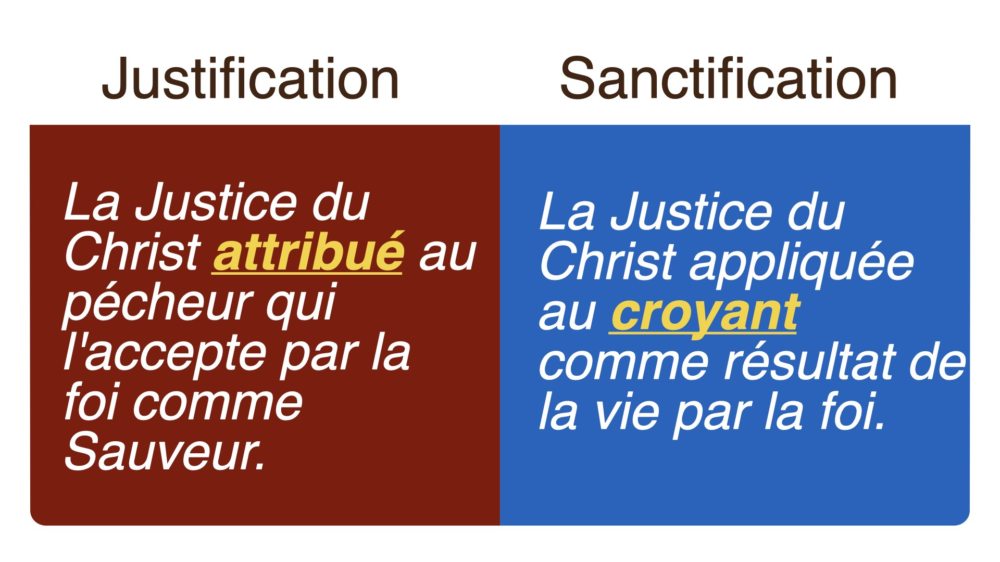 Justification
Sanctification
La Justice du
Christ attribué au
pécheur qui
l'accepte par la
foi comme
Sauveur.
La Justice du
Christ appliquée
au croyant
comme résultat de
la vie par la foi.